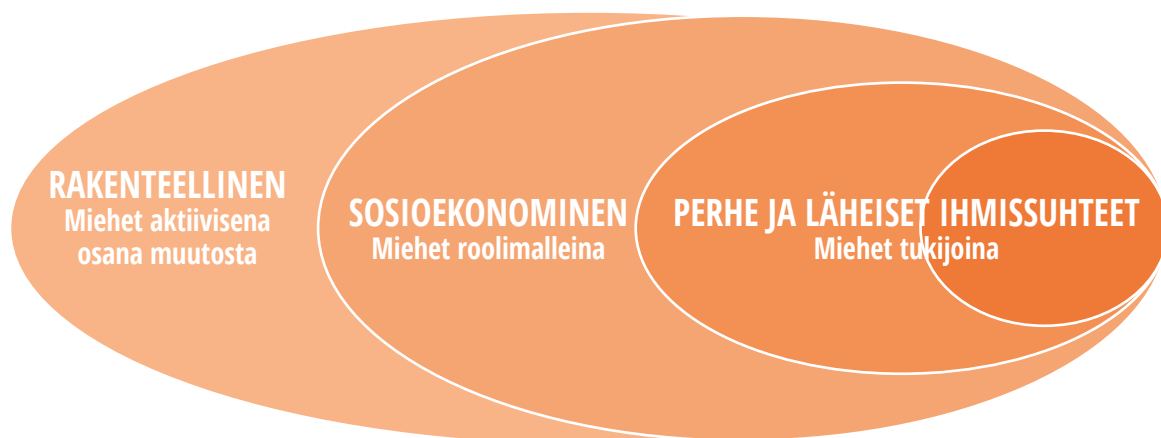 RAKENTEELLINEN
Miehet aktiivisena
osana muutosta
SOSIOEKONOMINEN
Miehet roolimalleina
PERHE JA LÄHEISET IHMISSUHTEET
Miehet tukijoina